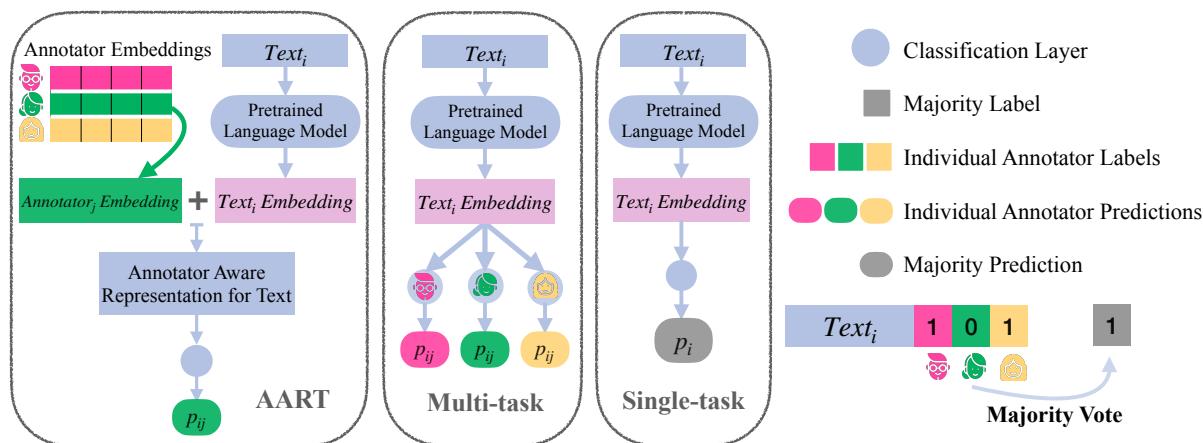 Annotator Embeddings
Text_i
Pretrained
Language Model
Annotator_j Embedding
+
Text_i Embedding
Annotator Aware
Representation for Text
p_ij
AART
Text_i
Pretrained
Language Model
Text_i Embedding
p_ij p_ij p_ij
Multi-task
Text_i
Pretrained
Language Model
Text_i Embedding
p_i
Single-task
Classification Layer
Majority Label
Individual Annotator Labels
Individual Annotator Predictions
Majority Prediction
Text_i 1 0 1 1
Majority Vote